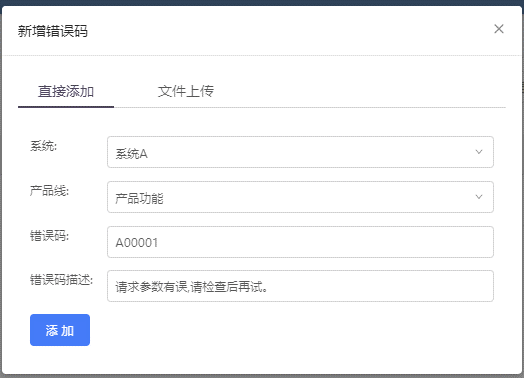 新增错误码
直接添加 文件上传
系统: 系统A
产品线: 产品功能
错误码: A00001
错误码描述: 请求参数有误,请检查后再试。
添 加